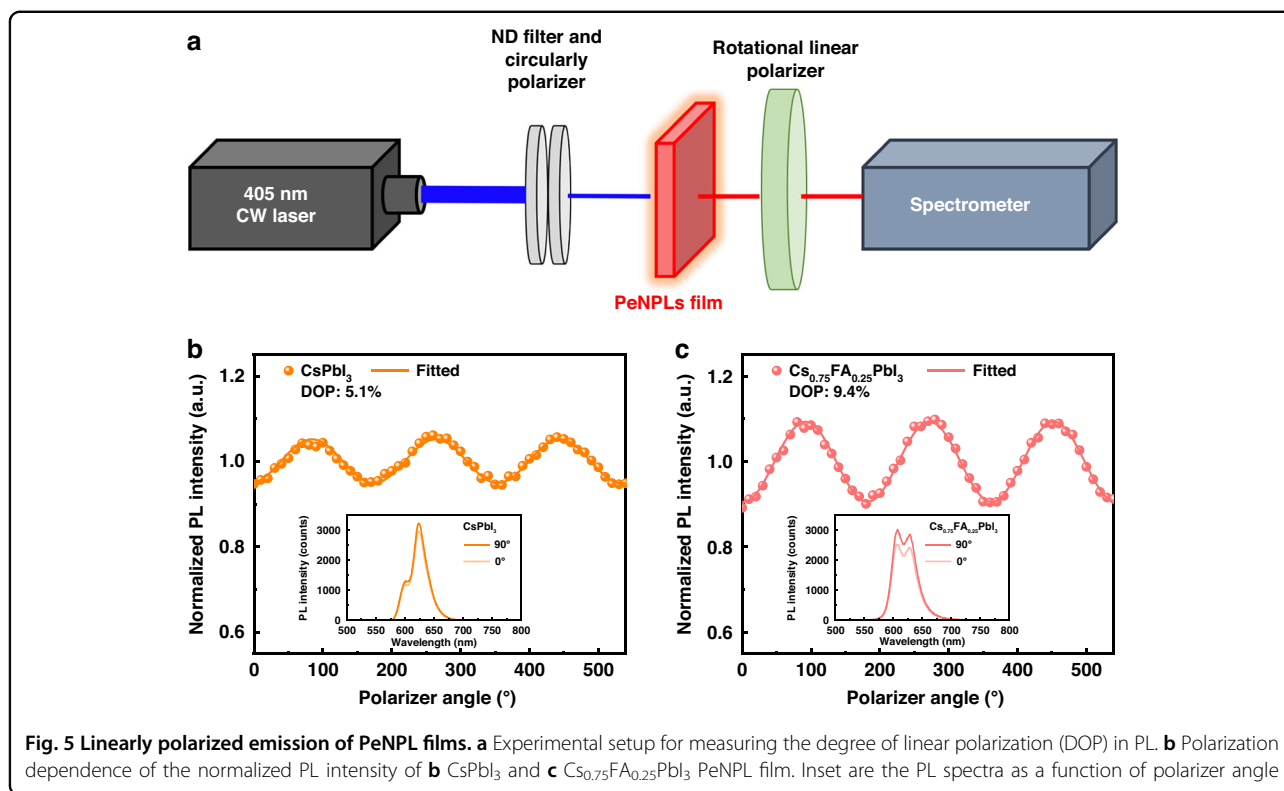 a
ND filter and
circularly
polarizer
Rotational linear
polarizer
405 nm
CW laser
Spectrometer
PeNPLs film
b
CsPbI₃
Fitted
DOP: 5.1%
Normalized PL intensity (a.u.)
1.2
1.0
0.8
0.6
0 100 200 300 400 500
Polarizer angle (°)
CsPbI₃
90°
0°
PL intensity (counts)
3000
2000
1000
0
500 550 600 650 700 750 800
Wavelength (nm)
c
Cs₀.₇₅FA₀.₂₅PbI₃
Fitted
DOP: 9.4%
Normalized PL intensity (a.u.)
1.2
1.0
0.8
0.6
0 100 200 300 400 500
Polarizer angle (°)
Cs₀.₇₅FA₀.₂₅PbI₃
90°
0°
PL intensity (counts)
3000
2000
1000
0
500 550 600 650 700 750 800
Wavelength (nm)
Fig. 5 Linearly polarized emission of PeNPL films. a Experimental setup for measuring the degree of linear polarization (DOP) in PL. b Polarization
dependence of the normalized PL intensity of b CsPbI₃ and c Cs₀.₇₅FA₀.₂₅PbI₃ PeNPL film. Inset are the PL spectra as a function of polarizer angle